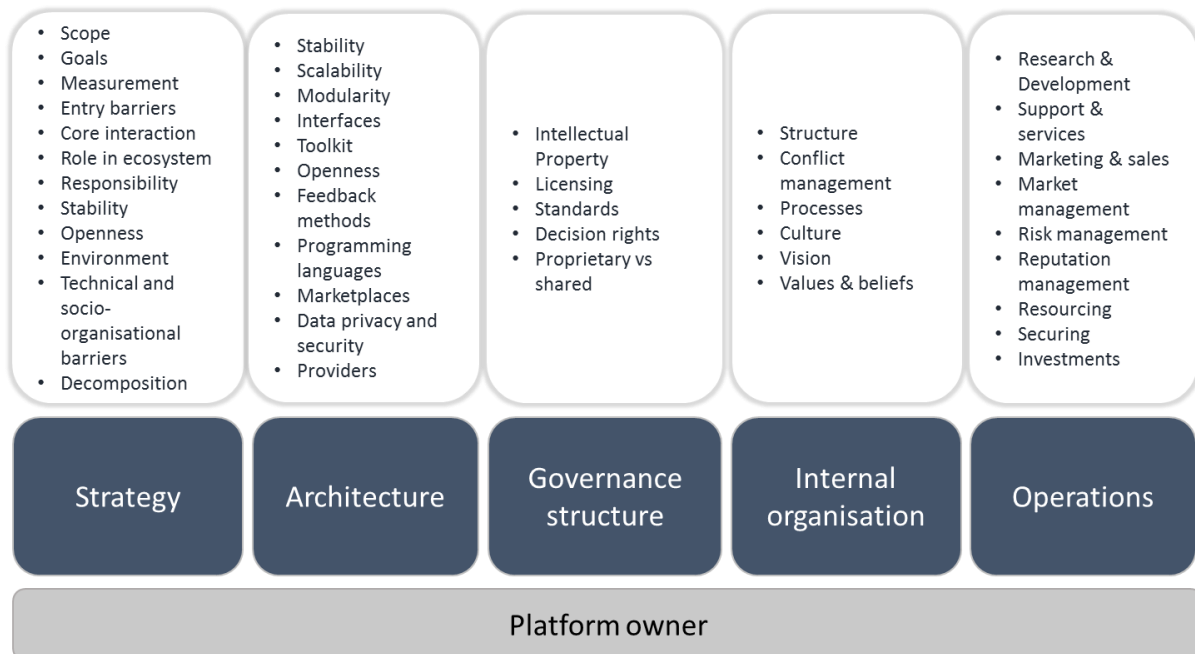 • Scope
• Goals
• Measurement
• Entry barriers
• Core interaction
• Role in ecosystem
• Responsibility
• Stability
• Openness
• Environment
• Technical and
socio-
organisational
barriers
• Decomposition
• Stability
• Scalability
• Modularity
• Interfaces
• Toolkit
• Openness
• Feedback
methods
• Programming
languages
• Marketplaces
• Data privacy and
security
• Providers
• Intellectual
Property
• Licensing
• Standards
• Decision rights
• Proprietary vs
shared
• Structure
• Conflict
management
• Processes
• Culture
• Vision
• Values & beliefs
• Research &
Development
• Support &
services
• Marketing & sales
• Market
management
• Risk management
• Reputation
management
• Resourcing
• Securing
• Investments
Strategy
Architecture
Governance
structure
Internal
organisation
Operations
Platform owner